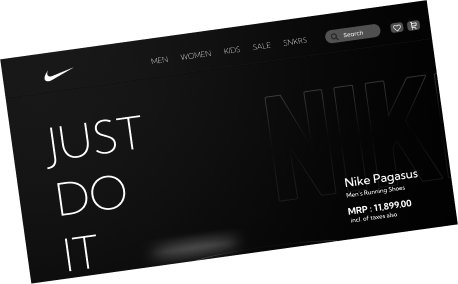 MEN WOMEN KIDS SALE SNKRS Search
JUST
DO
IT
NIK
Nike Pagasus
Men's Running Shoes
MRP : 11,899.00
incl. of taxes also